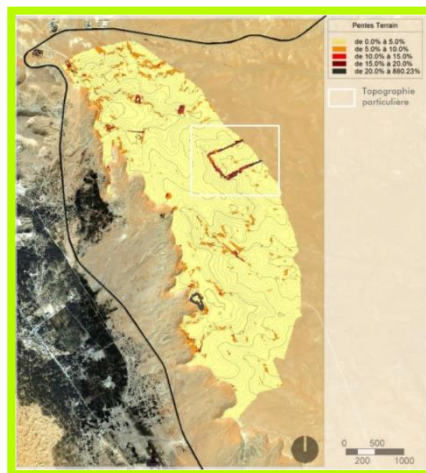 Pentes Terrain
de 0.0% à 5.0%
de 5.0% à 10.0%
de 10.0% à 15.0%
de 15.0% à 20.0%
de 20.0% à 860.23%
Topographie
particulière
0 500
200 1000